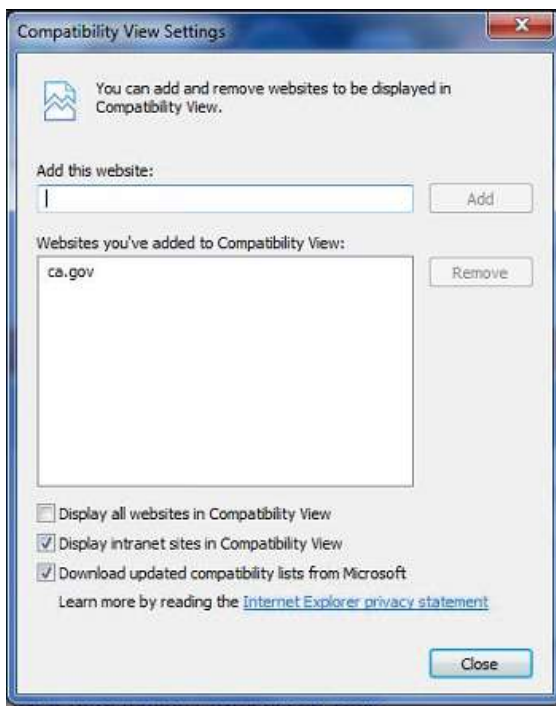 Compatibility View Settings
You can add and remove websites to be displayed in
Compatibility View.
Add this website:
Add
Websites you've added to Compatibility View:
ca.gov
Remove
Display all websites in Compatibility View
Display intranet sites in Compatibility View
Download updated compatibility lists from Microsoft
Learn more by reading the Internet Explorer privacy statement
Close